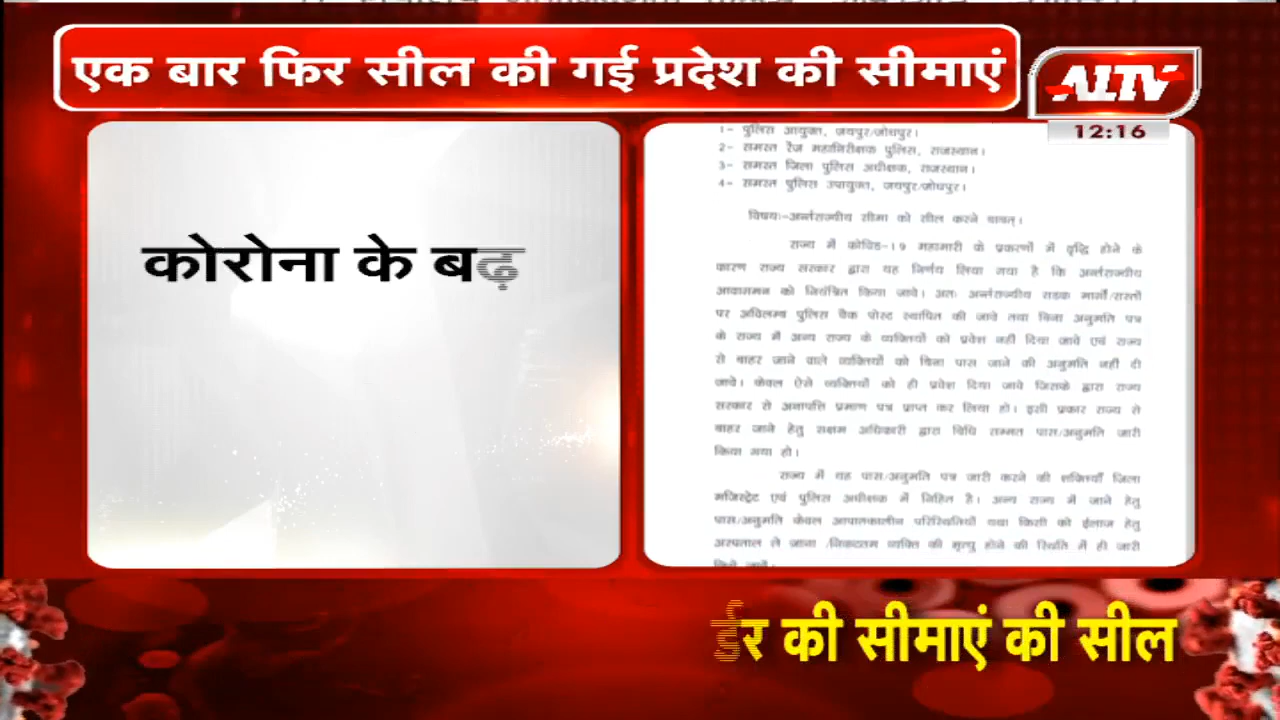 एक बार फिर सील की गई प्रदेश की सीमाएं
ALTV
12:16
कोरोना के बढ़
1- पुलिस आयुक्त, जयपुर/जोधपुर।
2- समस्त रेंज महानिरीक्षक पुलिस, राजस्थान।
3- समस्त जिला पुलिस अधीक्षक, राजस्थान।
4- समस्त पुलिस उपायुक्त, जयपुर/जोधपुर।
विषयः-अर्न्तराज्यीय सीमा को सील करने बाबत्।
राज्य में कोविड-19 महामारी के प्रकरणों में वृद्धि होने के
कारण राज्य सरकार द्वारा यह निर्णय लिया गया है कि अर्न्तराज्यीय
आवागमन को नियंत्रित किया जावे। अतः अर्न्तराज्यीय सड़क मार्गो/रास्तों
पर अविलम्ब पुलिस चैक पोस्ट स्थापित की जावे तथा बिना अनुमति पत्र
के राज्य में अन्य राज्य के व्यक्तियों को प्रवेश नहीं दिया जावे एवं राज्य
से बाहर जाने वाले व्यक्तियों को बिना पास जाने की अनुमति नहीं दी
जावे। केवल ऐसे व्यक्तियों को ही प्रवेश दिया जावे जिसके द्वारा राज्य
सरकार से अनापत्ति प्रमाण पत्र प्राप्त कर लिया हो। इसी प्रकार राज्य से
बाहर जाने हेतु सक्षम अधिकारी द्वारा विधि सम्मत पास/अनुमति जारी
किया गया हो।
राज्य में यह पास/अनुमति पत्र जारी करने की शक्तियाँ जिला
मजिस्ट्रेट एवं पुलिस अधीक्षक में निहित है। अन्य राज्य में जाने हेतु
पास/अनुमति केवल आपातकालीन परिस्थितियों यथा किसी को ईलाज हेतु
अस्पताल ले जाना /निकटतम व्यक्ति की मृत्यु होने की स्थिति में ही जारी
र्डर की सीमाएं की सील